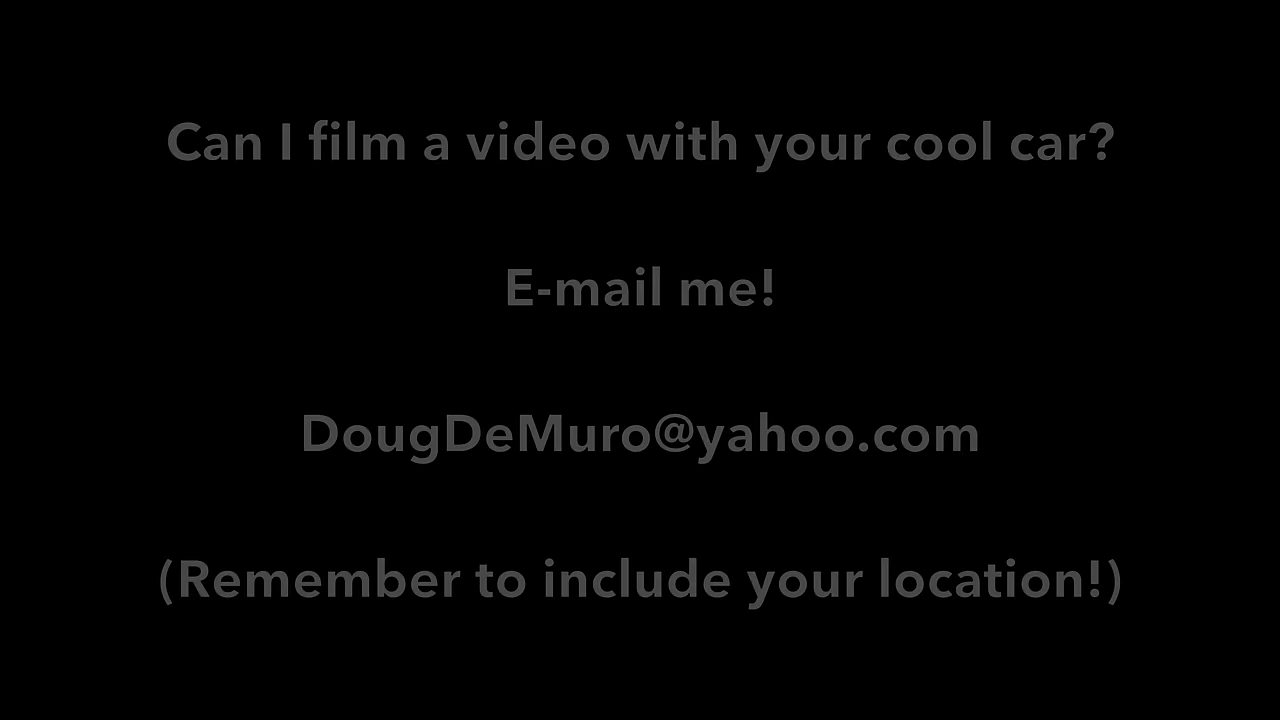 Can I film a video with your cool car?
E-mail me!
DougDeMuro@yahoo.com
(Remember to include your location!)